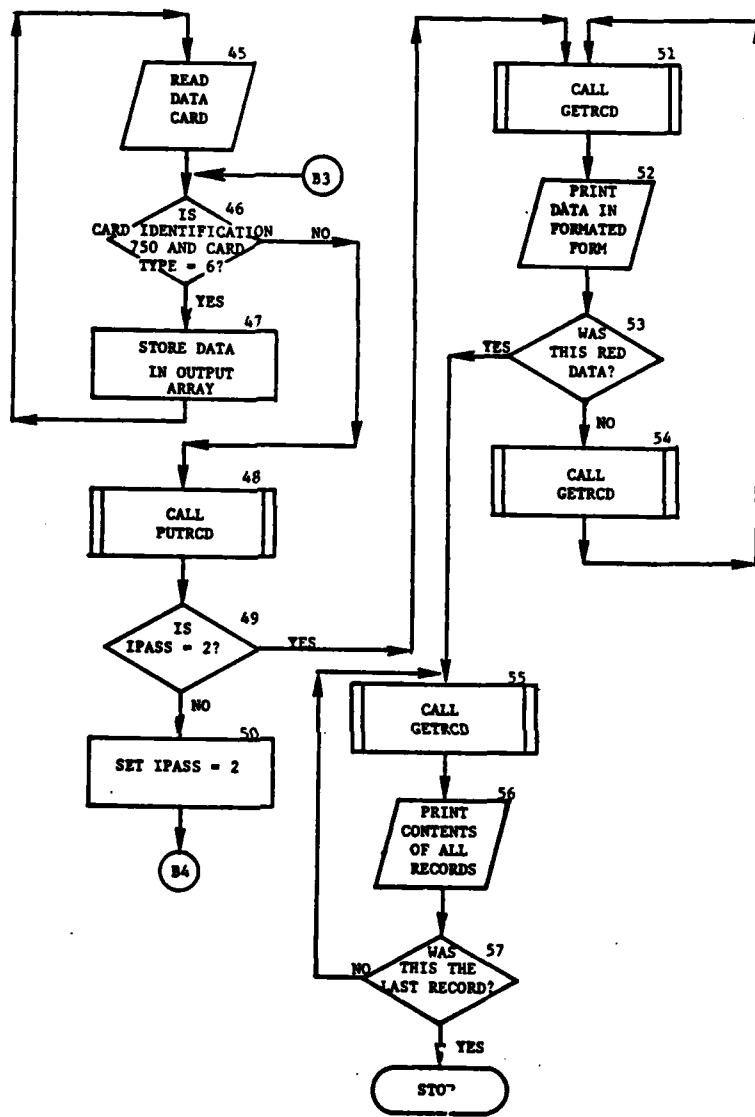 45
READ
DATA
CARD
B3
46
IS
CARD IDENTIFICATION
750 AND CARD
TYPE = 6?
NO
YES
47
STORE DATA
IN OUTPUT
ARRAY
48
CALL
PUTRCD
49
IS
IPASS = 2?
YES
NO
50
SET IPASS = 2
B4
51
CALL
GETRCD
52
PRINT
DATA IN
FORMATED
FORM
53
WAS
THIS RED
DATA?
YES
NO
54
CALL
GETRCD
55
CALL
GETRCD
56
PRINT
CONTENTS
OF ALL
RECORDS
57
WAS
THIS THE
LAST RECORD?
NO
YES
STOP